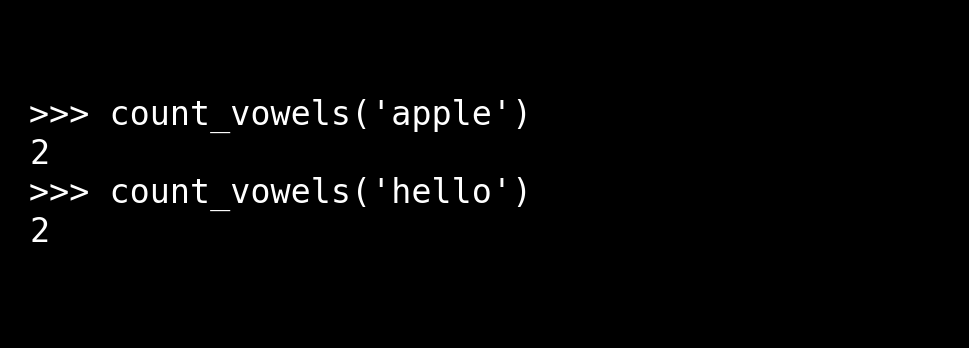 >>> count_vowels('apple')
2
>>> count_vowels('hello')
2